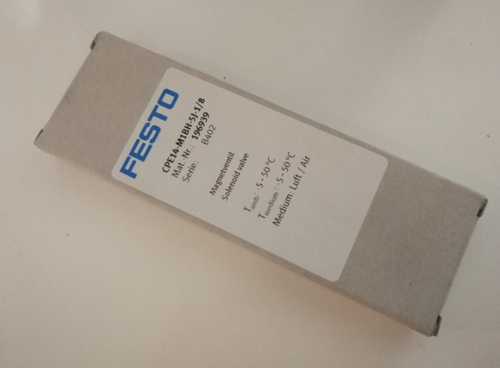 FESTO
CPE14-M1BH-5J-1/8
Mat.-Nr.: 196939
Serie: B402
Magnetventil
Solenoid valve
Tamb.: -5 - 50 °C
Tmedium: -5 - 50 °C
Medium: Luft / Air